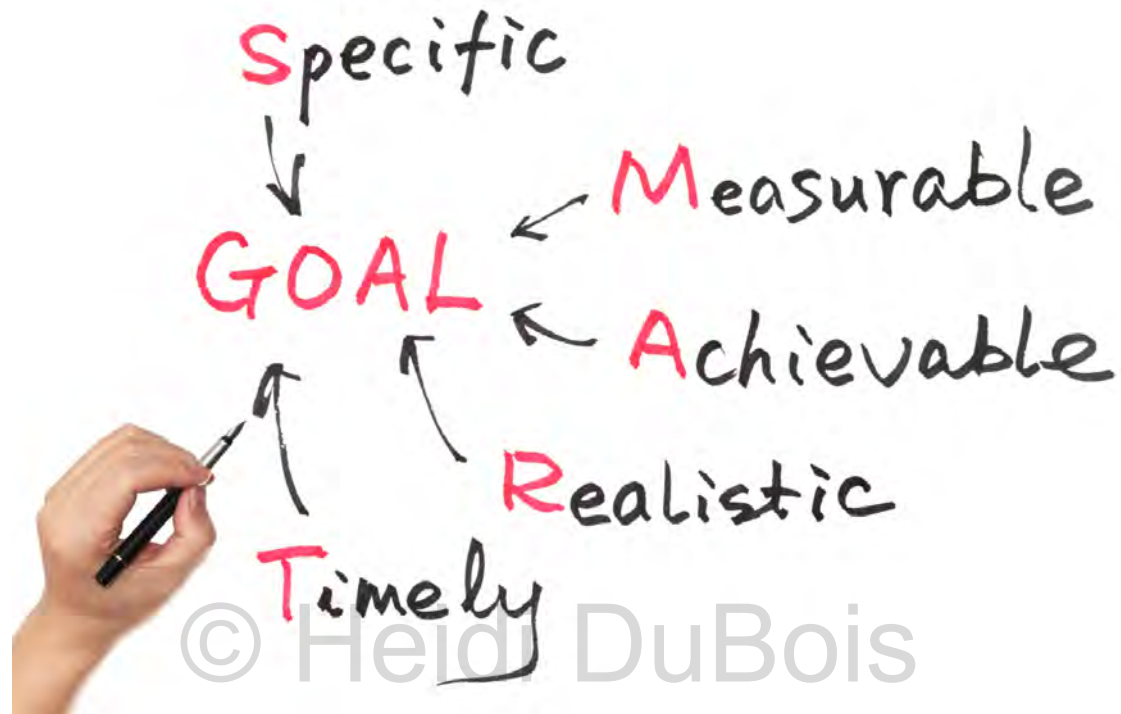 Specific
Measurable
GOAL
Achievable
Realistic
Timely
© Heidi DuBois